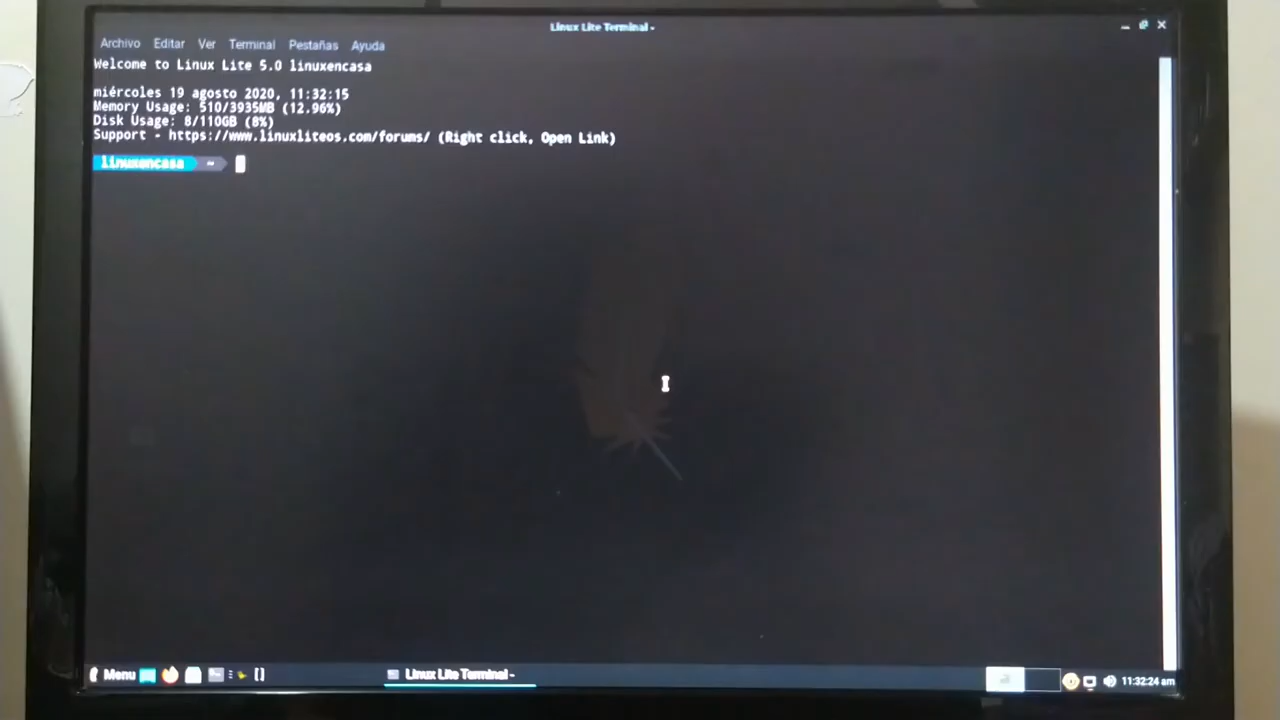 Linux Lite Terminal -
Archivo Editar Ver Terminal Pestañas Ayuda
Welcome to Linux Lite 5.0 linuxencasa
miércoles 19 agosto 2020, 11:32:15
Memory Usage: 510/3935MB (12.96%)
Disk Usage: 8/110GB (8%)
Support - https://www.linuxliteos.com/forums/ (Right click, Open Link)
linuxencasa ~
Menu Linux Lite Terminal - 11:32:24 am